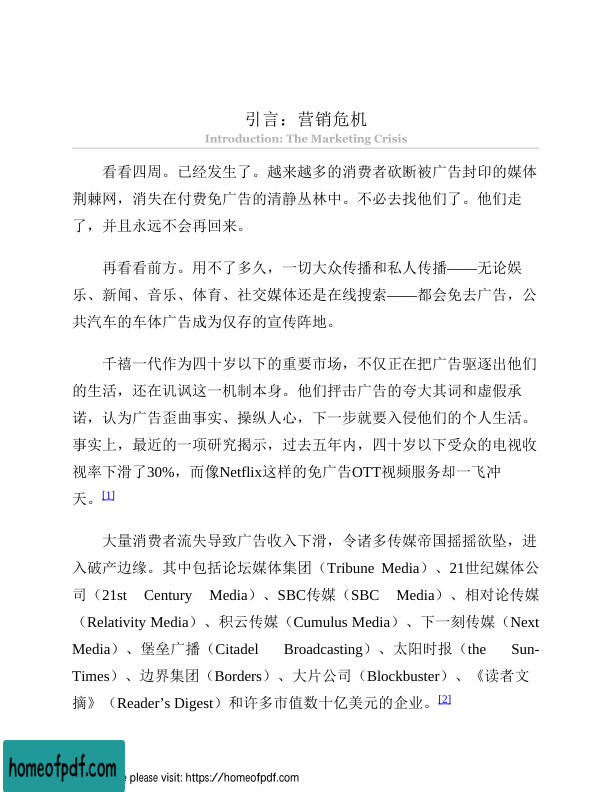 引言：营销危机
Introduction: The Marketing Crisis
看看四周。已经发生了。越来越多的消费者砍断被广告封印的媒体
荆棘网，消失在付费免广告的清静丛林中。不必去找他们了。他们走
了，并且永远不会再回来。
再看看前方。用不了多久，一切大众传播和私人传播——无论娱
乐、新闻、音乐、体育、社交媒体还是在线搜索——都会免去广告，公
共汽车的车体广告成为仅存的宣传阵地。
千禧一代作为四十岁以下的重要市场，不仅正在把广告驱逐出他们
的生活，还在讥讽这一机制本身。他们抨击广告的夸大其词和虚假承
诺，认为广告歪曲事实、操纵人心，下一步就要入侵他们的个人生活。
事实上，最近的一项研究揭示，过去五年内，四十岁以下受众的电视收
视率下滑了30%，而像Netflix这样的免广告OTT视频服务却一飞冲
天。[1]
大量消费者流失导致广告收入下滑，令诸多传媒帝国摇摇欲坠，进
入破产边缘。其中包括论坛媒体集团（Tribune Media）、21世纪媒体公
司（21st Century Media）、SBC传媒（SBC Media）、相对论传媒
（Relativity Media）、积云传媒（Cumulus Media）、下一刻传媒（Next
Media）、堡垒广播（Citadel Broadcasting）、太阳时报（the Sun-
Times）、边界集团（Borders）、大片公司（Blockbuster）、《读者文
摘》（Reader’s Digest）和许多市值数十亿美元的企业。[2]
homeofpdf.com
please visit: https://homeofpdf.com